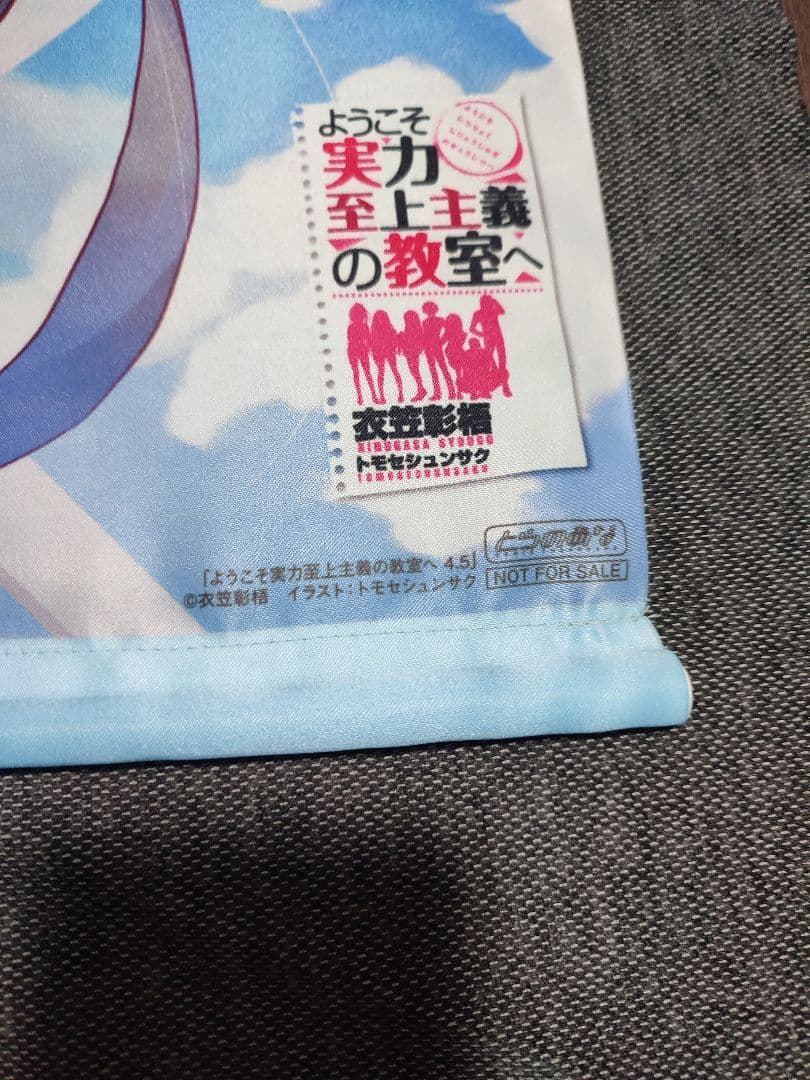 ようこそ
実力
至上主義
の教室へ
衣笠彰梧
KINUGASA SYOUGO
トモセシュンサク
TOMOSESHUNSAKU
「ようこそ実力至上主義の教室へ 4.5」
©衣笠彰梧　イラスト:トモセシュンサク
とらのあな
NOT FOR SALE